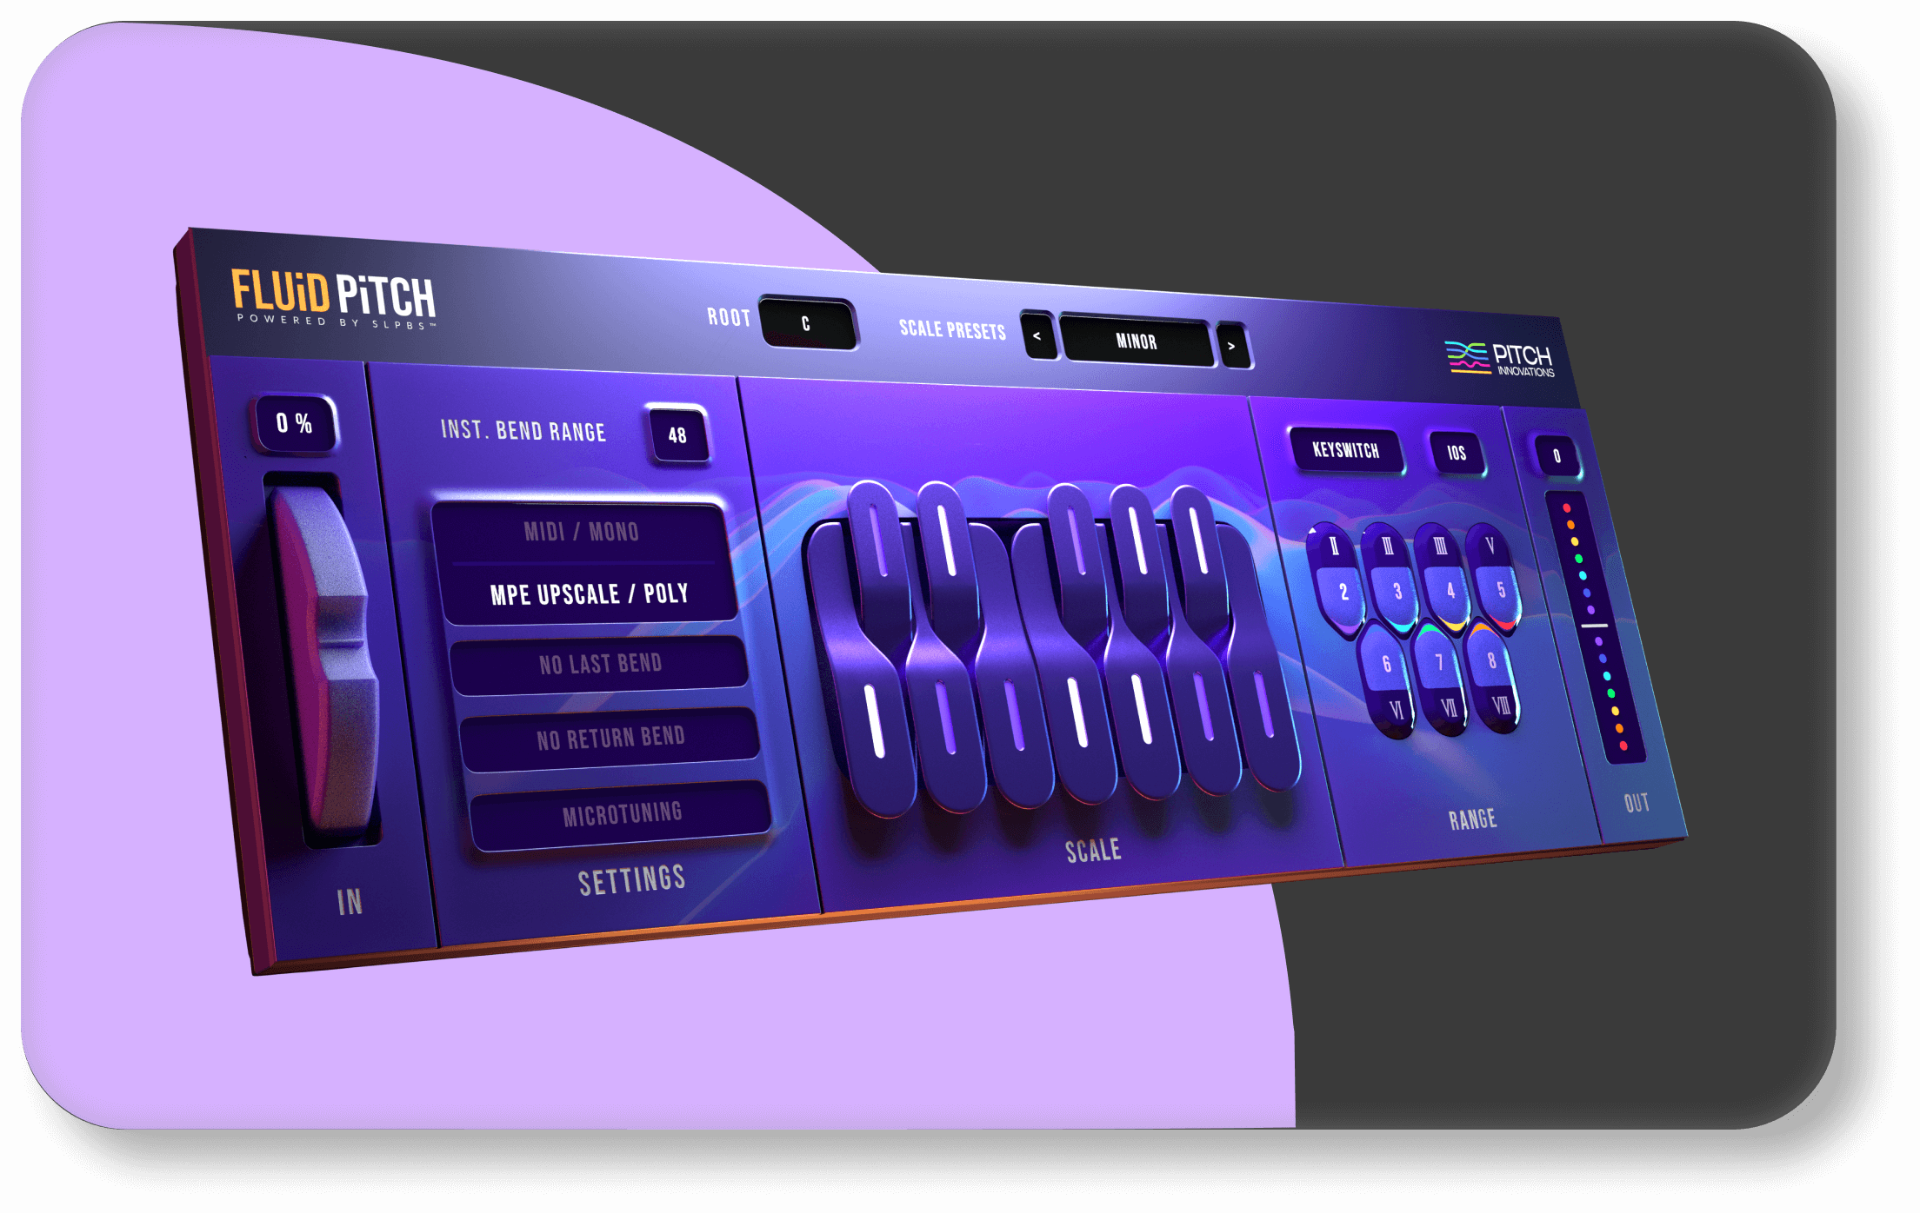 FLUiD PiTCH
POWERED BY SLPBS™
ROOT
C
SCALE PRESETS
<
MINOR
>
PITCH
INNOVATIONS
0 %
IN
INST. BEND RANGE
48
MIDI / MONO
MPE UPSCALE / POLY
NO LAST BEND
NO RETURN BEND
MICROTUNING
SETTINGS
SCALE
KEYSWITCH
IOS
II III IIII V
2 3 4 5
6 7 8
VI VII VIII
RANGE
0
OUT